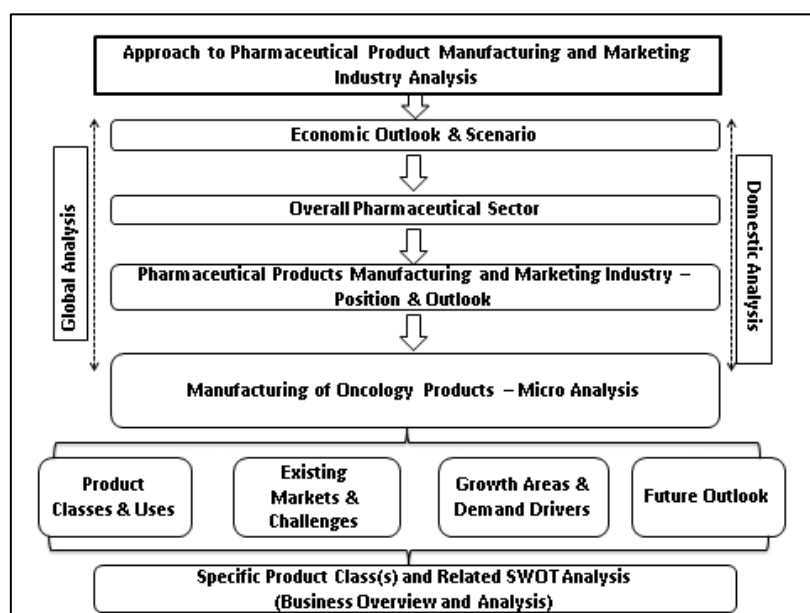 Approach to Pharmaceutical Product Manufacturing and Marketing
Industry Analysis
Economic Outlook & Scenario
Overall Pharmaceutical Sector
Pharmaceutical Products Manufacturing and Marketing Industry –
Position & Outlook
Global Analysis
Domestic Analysis
Manufacturing of Oncology Products – Micro Analysis
Product
Classes & Uses
Existing
Markets &
Challenges
Growth Areas &
Demand Drivers
Future Outlook
Specific Product Class(s) and Related SWOT Analysis
(Business Overview and Analysis)